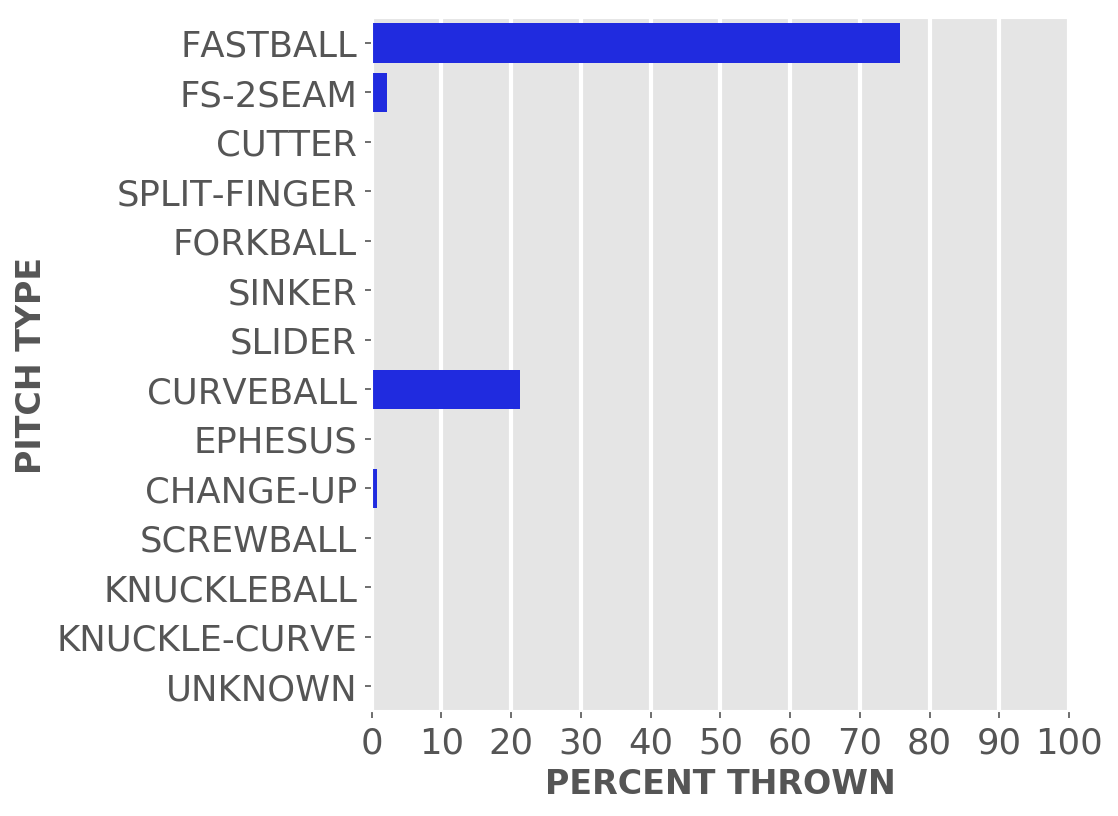 FASTBALL
FS-2SEAM
CUTTER
SPLIT-FINGER
FORKBALL
SINKER
SLIDER
CURVEBALL
EPHESUS
CHANGE-UP
SCREWBALL
KNUCKLEBALL
KNUCKLE-CURVE
UNKNOWN
PITCH TYPE
0 10 20 30 40 50 60 70 80 90 100
PERCENT THROWN